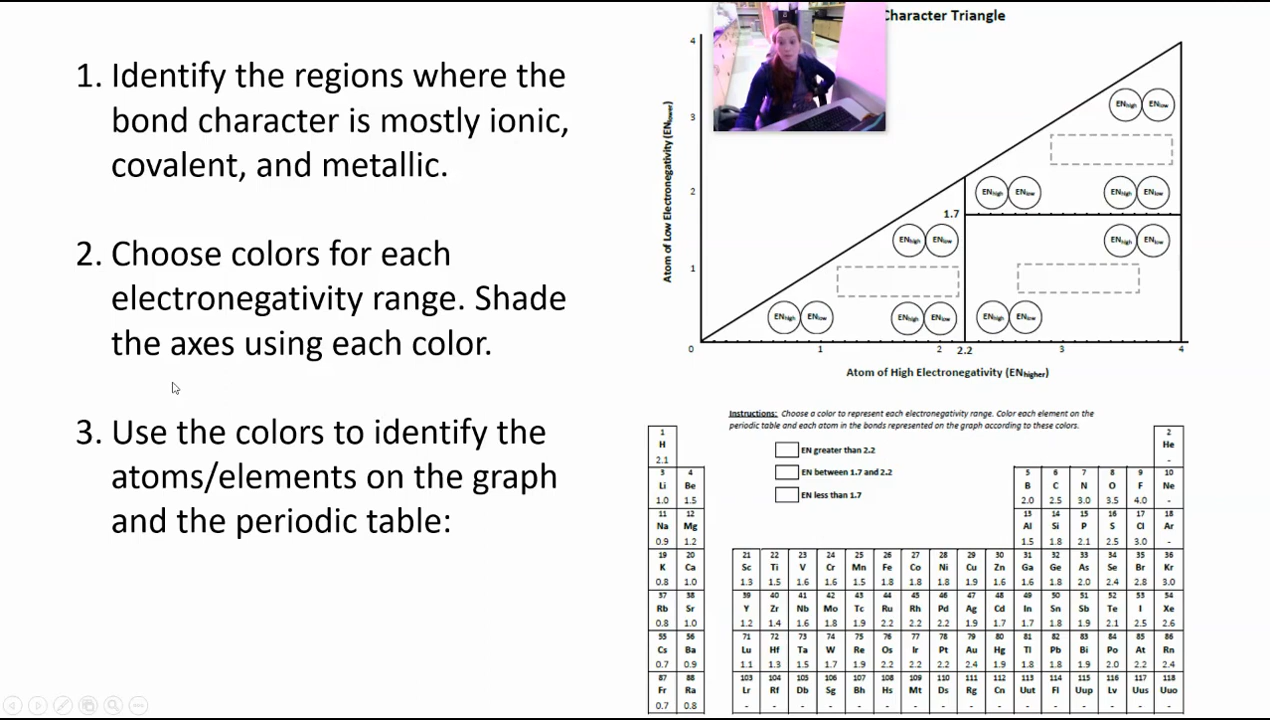 1. Identify the regions where the
bond character is mostly ionic,
covalent, and metallic.
2. Choose colors for each
electronegativity range. Shade
the axes using each color.
3. Use the colors to identify the
atoms/elements on the graph
and the periodic table:
Character Triangle
4
3
2
1
0
Atom of Low Electronegativity (ENlower)
ENhigh ENlow
ENhigh ENlow ENhigh ENlow
1.7
ENhigh ENlow ENhigh ENlow
ENhigh ENlow ENhigh ENlow ENhigh ENlow
1 2 2.2 3 4
Atom of High Electronegativity (ENhigher)
Instructions: Choose a color to represent each electronegativity range. Color each element on the
periodic table and each atom in the bonds represented on the graph according to these colors.
EN greater than 2.2
EN between 1.7 and 2.2
EN less than 1.7
1 2
H He
2.1 -
3 4 5 6 7 8 9 10
Li Be B C N O F Ne
1.0 1.5 2.0 2.5 3.0 3.5 4.0 -
11 12 13 14 15 16 17 18
Na Mg Al Si P S Cl Ar
0.9 1.2 1.5 1.8 2.1 2.5 3.0 -
19 20 21 22 23 24 25 26 27 28 29 30 31 32 33 34 35 36
K Ca Sc Ti V Cr Mn Fe Co Ni Cu Zn Ga Ge As Se Br Kr
0.8 1.0 1.3 1.5 1.6 1.6 1.5 1.8 1.8 1.8 1.9 1.6 1.6 1.8 2.0 2.4 2.8 3.0
37 38 39 40 41 42 43 44 45 46 47 48 49 50 51 52 53 54
Rb Sr Y Zr Nb Mo Tc Ru Rh Pd Ag Cd In Sn Sb Te I Xe
0.8 1.0 1.2 1.4 1.6 1.8 1.9 2.2 2.2 2.2 1.9 1.7 1.7 1.8 1.9 2.1 2.5 2.6
55 56 71 72 73 74 75 76 77 78 79 80 81 82 83 84 85 86
Cs Ba Lu Hf Ta W Re Os Ir Pt Au Hg Tl Pb Bi Po At Rn
0.7 0.9 1.1 1.3 1.5 1.7 1.9 2.2 2.2 2.2 2.4 1.9 1.8 1.8 1.9 2.0 2.2 2.4
87 88 103 104 105 106 107 108 109 110 111 112 113 114 115 116 117 118
Fr Ra Lr Rf Db Sg Bh Hs Mt Ds Rg Cn Uut Fl Uup Lv Uus Uuo
0.7 0.8 - - - - - - - - - - - - - - - -